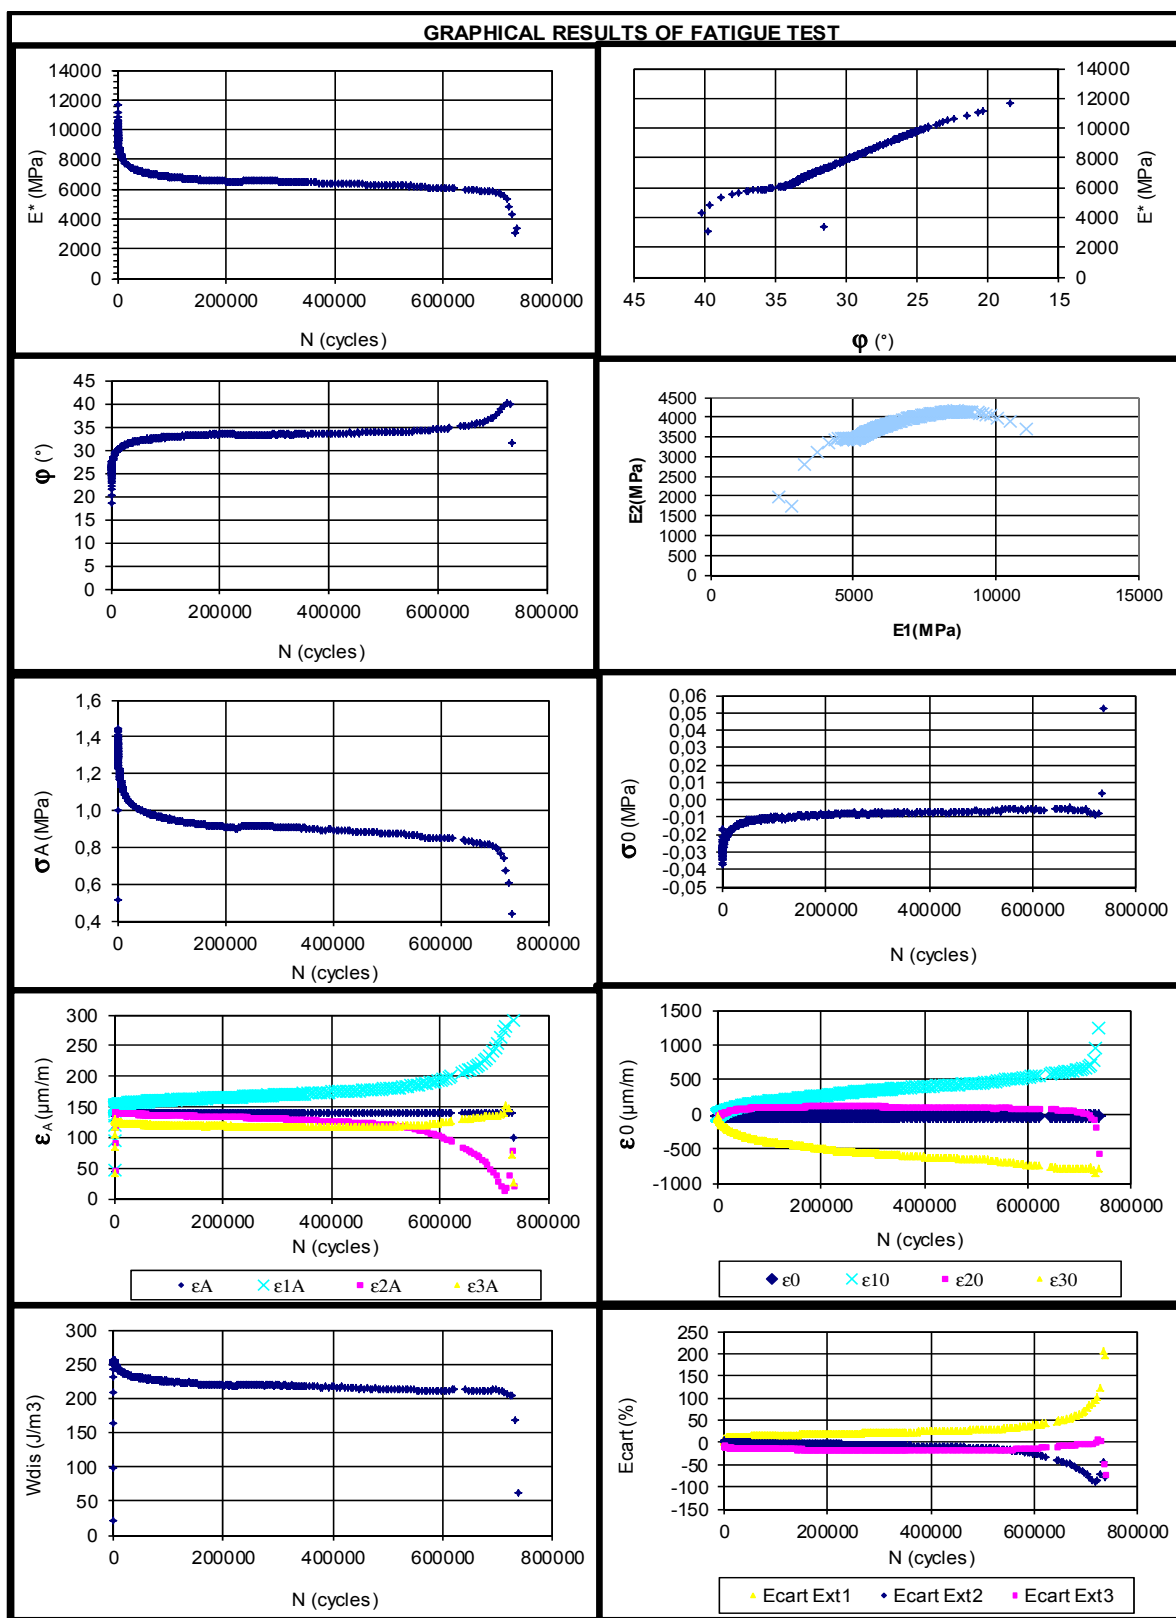 GRAPHICAL RESULTS OF FATIGUE TEST
14000
12000
10000
8000
6000
4000
2000
0
E* (MPa)
0 200000 400000 600000 800000
N (cycles)
14000
12000
10000
8000
6000
4000
2000
0
E* (MPa)
45 40 35 30 25 20 15
φ (°)
45
40
35
30
25
20
15
10
5
0
φ (°)
0 200000 400000 600000 800000
N (cycles)
4500
4000
3500
3000
2500
2000
1500
1000
500
0
E2(MPa)
0 5000 10000 15000
E1(MPa)
1,6
1,4
1,2
1,0
0,8
0,6
0,4
σA (MPa)
0 200000 400000 600000 800000
N (cycles)
0,06
0,05
0,04
0,03
0,02
0,01
0,00
-0,01
-0,02
-0,03
-0,04
-0,05
σ0 (MPa)
0 200000 400000 600000 800000
N (cycles)
300
250
200
150
100
50
0
εA (µm/m)
0 200000 400000 600000 800000
N (cycles)
εA ε1A ε2A ε3A
1500
1000
500
0
-500
-1000
ε0 (µm/m)
0 200000 400000 600000 800000
N (cycles)
ε0 ε10 ε20 ε30
300
250
200
150
100
50
0
Wdis (J/m3)
0 200000 400000 600000 800000
N (cycles)
250
200
150
100
50
0
-50
-100
-150
Ecart (%)
0 200000 400000 600000 800000
N (cycles)
Ecart Ext1 Ecart Ext2 Ecart Ext3